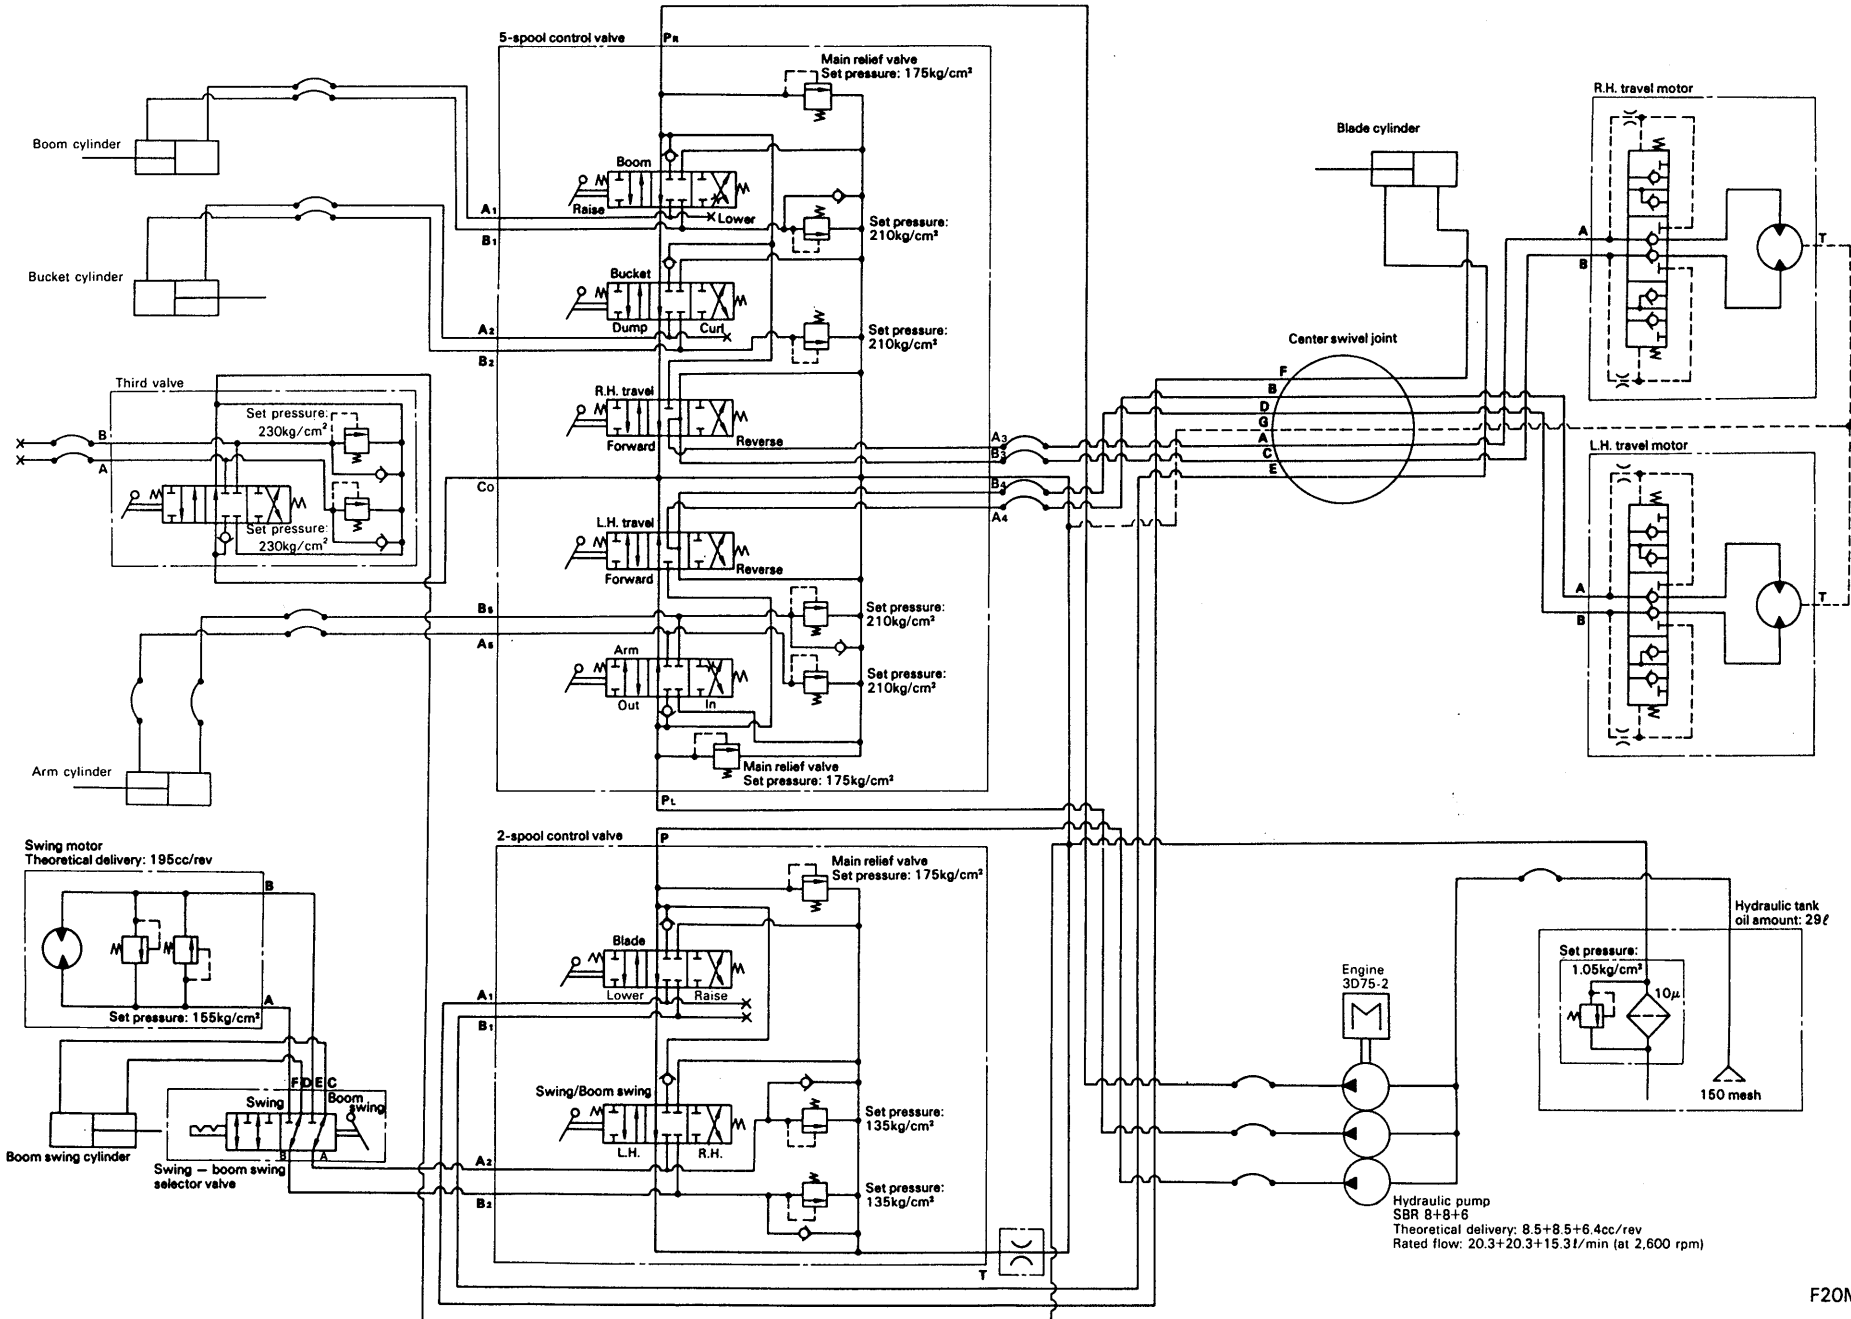 5-spool control valve
PR
Main relief valve
Set pressure: 175kg/cm²
Boom cylinder
Boom
Raise
Lower
A1
B1
Set pressure:
210kg/cm²
Bucket cylinder
Bucket
Dump
Curl
A2
B2
Set pressure:
210kg/cm²
Third valve
B
A
Set pressure:
230kg/cm²
Set pressure:
230kg/cm²
R.H. travel
Forward
Reverse
A3
B3
Co
B4
A4
L.H. travel
Forward
Reverse
B5
A5
Set pressure:
210kg/cm²
Arm
Out
In
Set pressure:
210kg/cm²
Arm cylinder
Main relief valve
Set pressure: 175kg/cm²
PL
Blade cylinder
Center swivel joint
F
B
D
G
A
C
E
R.H. travel motor
A
B
T
L.H. travel motor
A
B
T
2-spool control valve
P
Main relief valve
Set pressure: 175kg/cm²
Swing motor
Theoretical delivery: 195cc/rev
B
A
Set pressure: 155kg/cm²
Blade
Lower
Raise
A1
B1
F D E C
Swing
Boom
swing
B
A
Boom swing cylinder
Swing – boom swing
selector valve
Swing/Boom swing
L.H.
R.H.
A2
B2
Set pressure:
135kg/cm²
Set pressure:
135kg/cm²
T
Engine
3D75-2
M
Hydraulic tank
oil amount: 29ℓ
Set pressure:
1.05kg/cm²
10μ
150 mesh
Hydraulic pump
SBR 8+8+6
Theoretical delivery: 8.5+8.5+6.4cc/rev
Rated flow: 20.3+20.3+15.3ℓ/min (at 2,600 rpm)